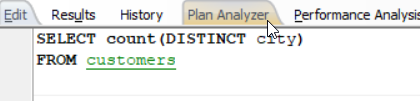 Edit Results History Plan Analyzer Performance Analysis
SELECT count(DISTINCT city)
FROM customers